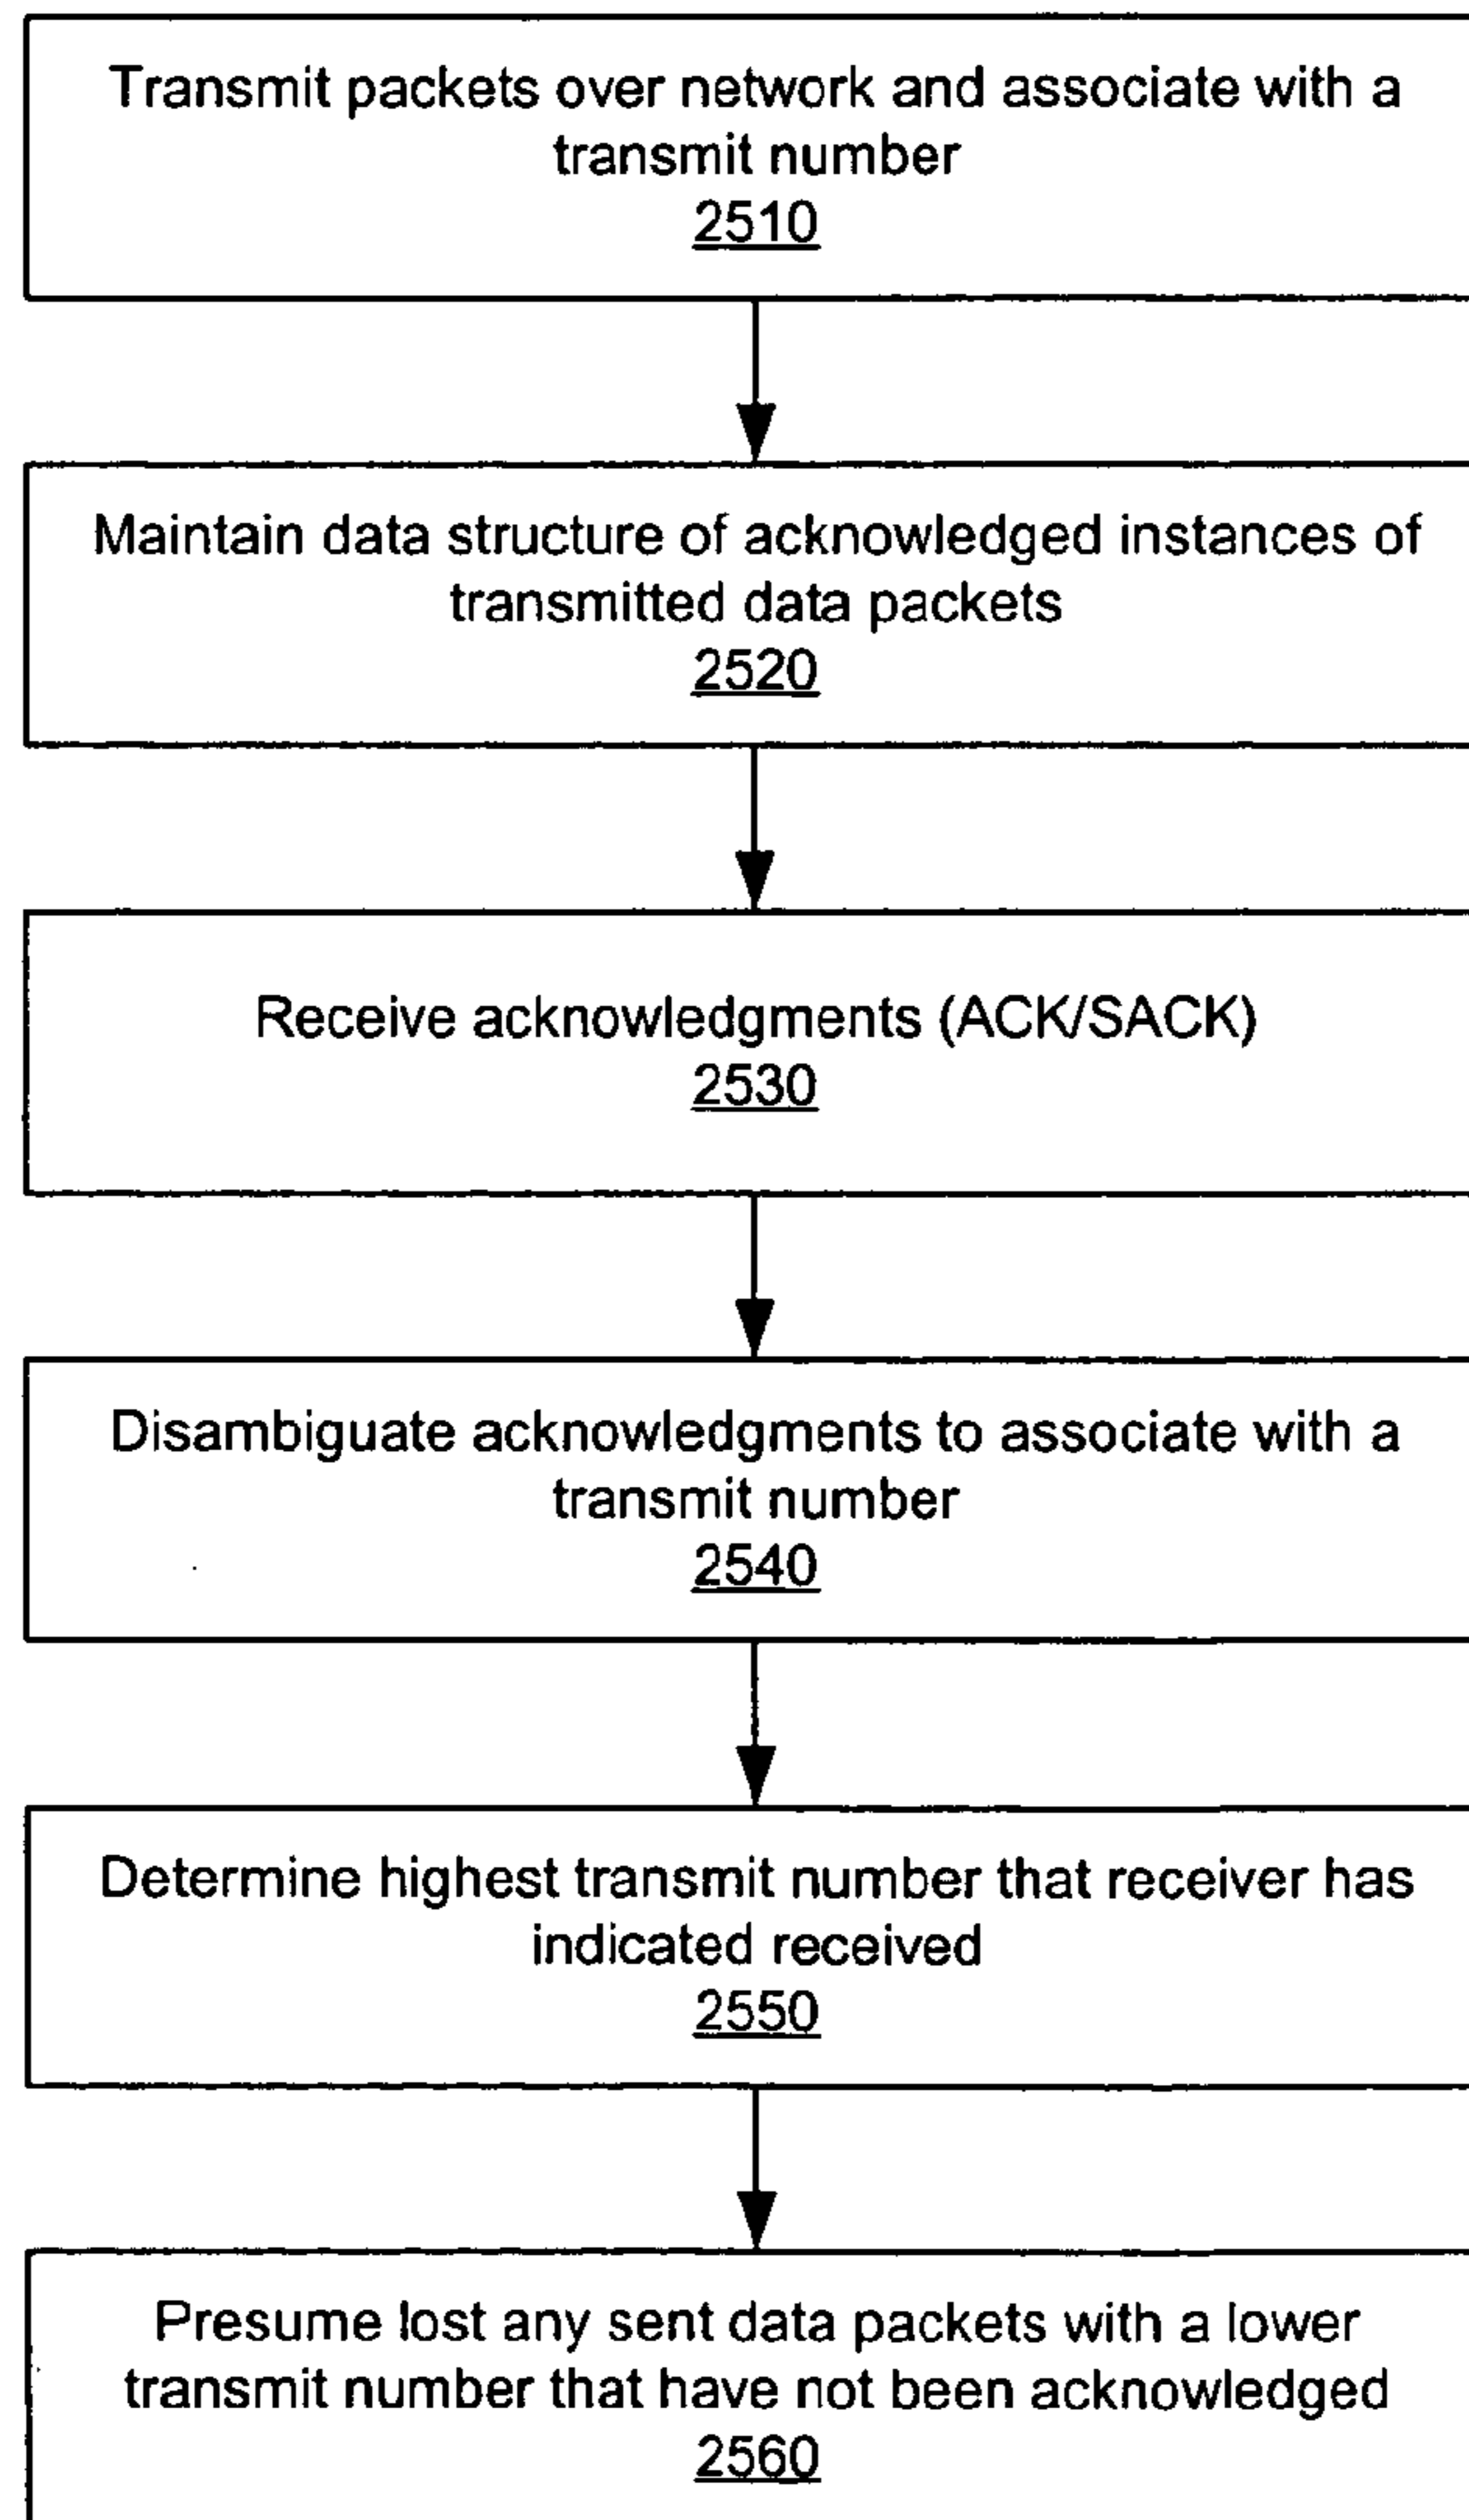 Transmit packets over network and associate with a
transmit number
2510
Maintain data structure of acknowledged instances of
transmitted data packets
2520
Receive acknowledgments (ACK/SACK)
2530
Disambiguate acknowledgments to associate with a
transmit number
2540
Determine highest transmit number that receiver has
indicated received
2550
Presume lost any sent data packets with a lower
transmit number that have not been acknowledged
2560